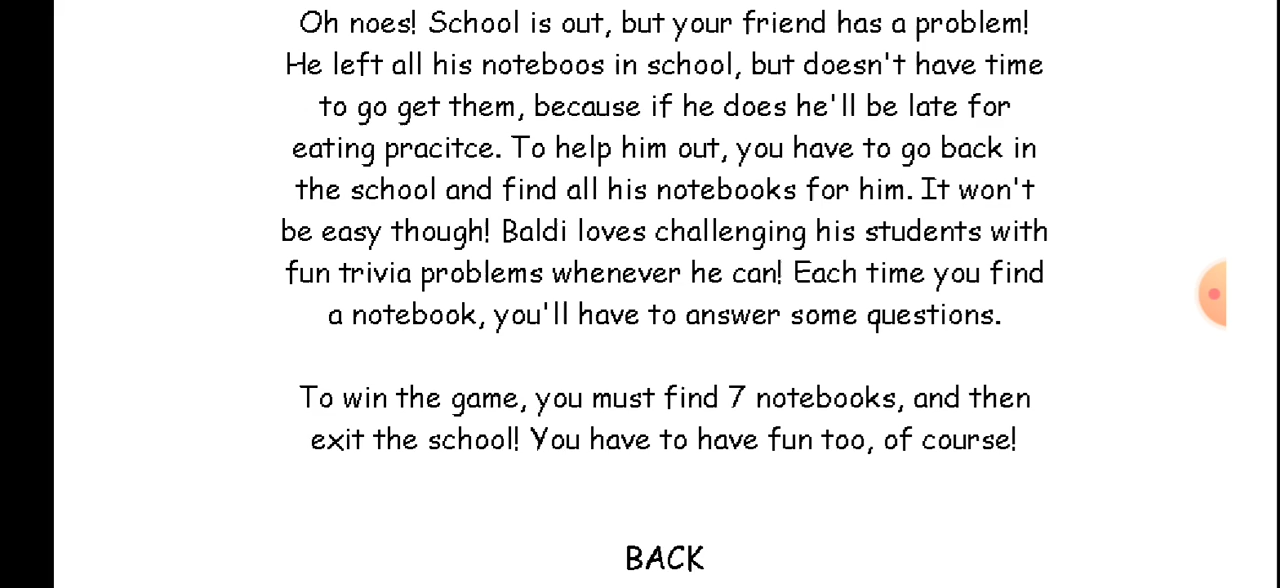 Oh noes! School is out, but your friend has a problem!
He left all his noteboos in school, but doesn't have time
to go get them, because if he does he'll be late for
eating pracitce. To help him out, you have to go back in
the school and find all his notebooks for him. It won't
be easy though! Baldi loves challenging his students with
fun trivia problems whenever he can! Each time you find
a notebook, you'll have to answer some questions.
To win the game, you must find 7 notebooks, and then
exit the school! You have to have fun too, of course!
BACK